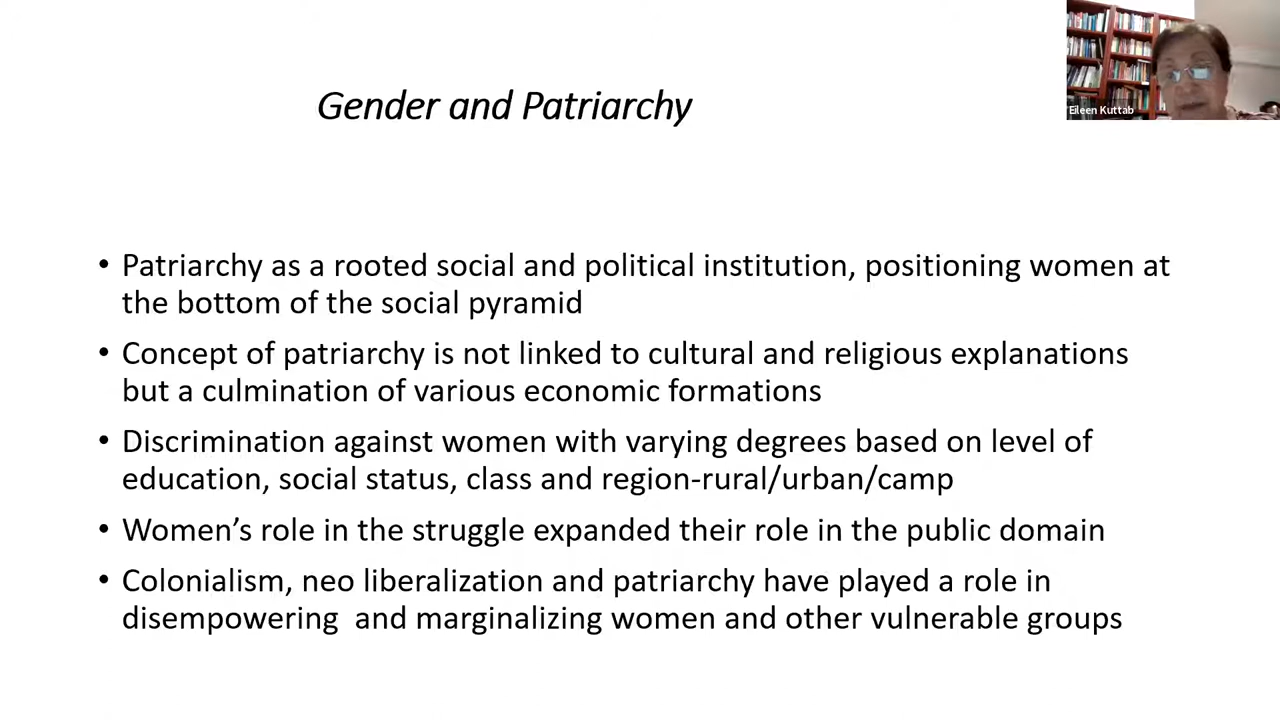 Gender and Patriarchy
Eileen Kuttab
• Patriarchy as a rooted social and political institution, positioning women at
the bottom of the social pyramid
• Concept of patriarchy is not linked to cultural and religious explanations
but a culmination of various economic formations
• Discrimination against women with varying degrees based on level of
education, social status, class and region-rural/urban/camp
• Women’s role in the struggle expanded their role in the public domain
• Colonialism, neo liberalization and patriarchy have played a role in
disempowering  and marginalizing women and other vulnerable groups